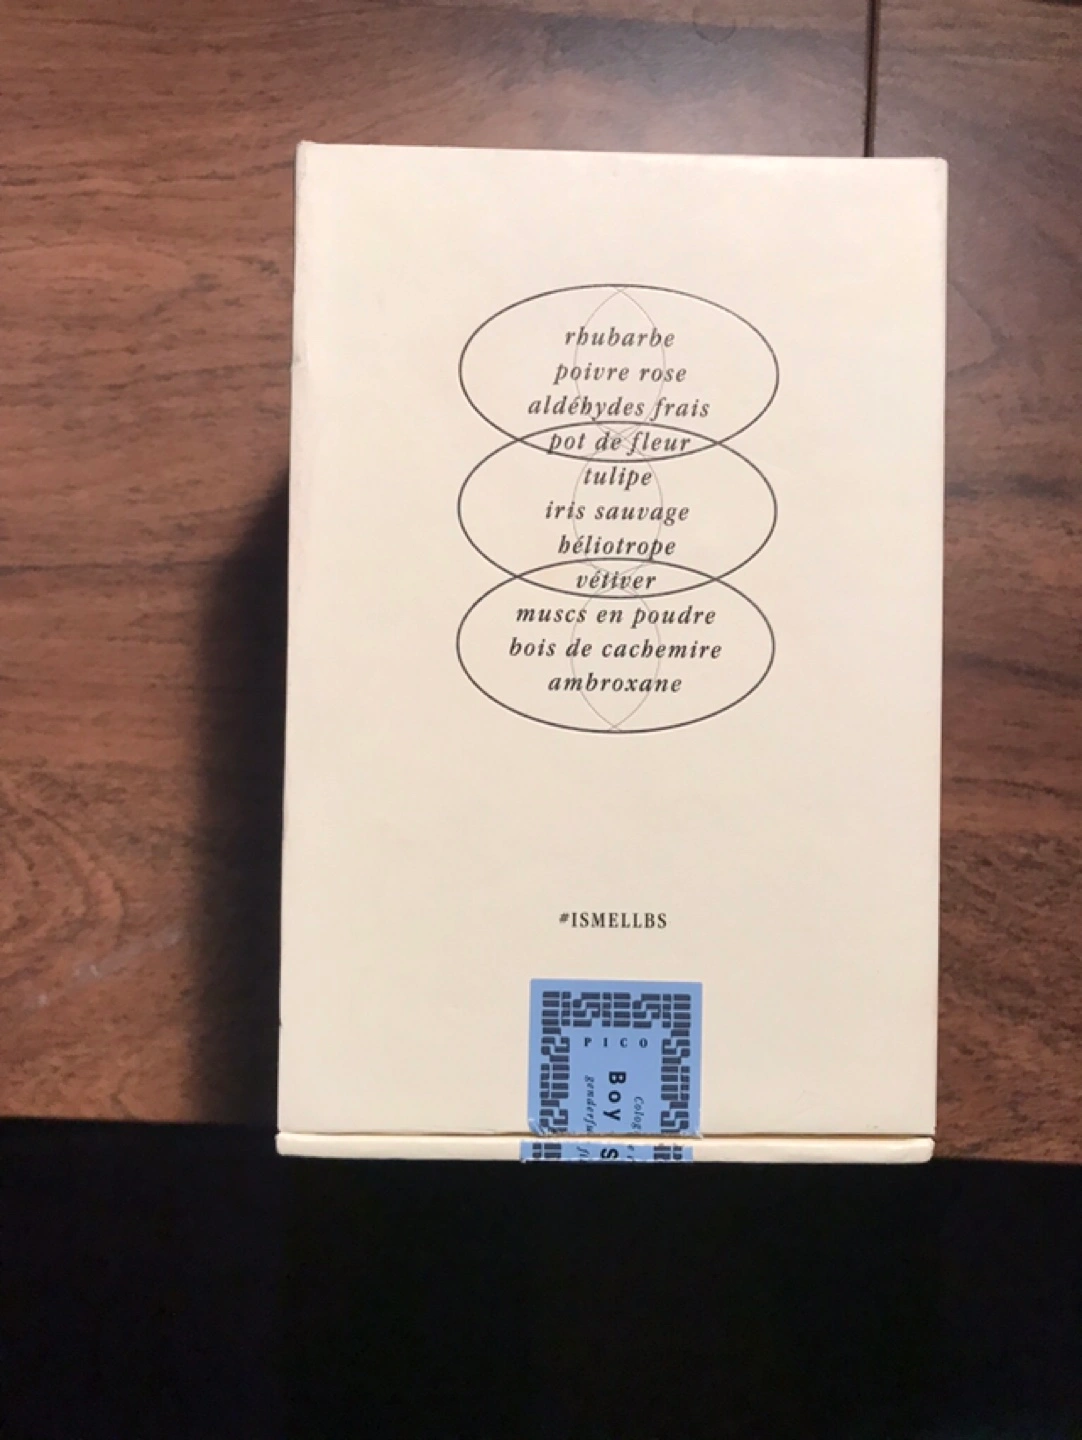 rhubarbe
poivre rose
aldéhydes frais
pot de fleur
tulipe
iris sauvage
héliotrope
vétiver
muscs en poudre
bois de cachemire
ambroxane
#ISMELLBS
PICO
Boy S